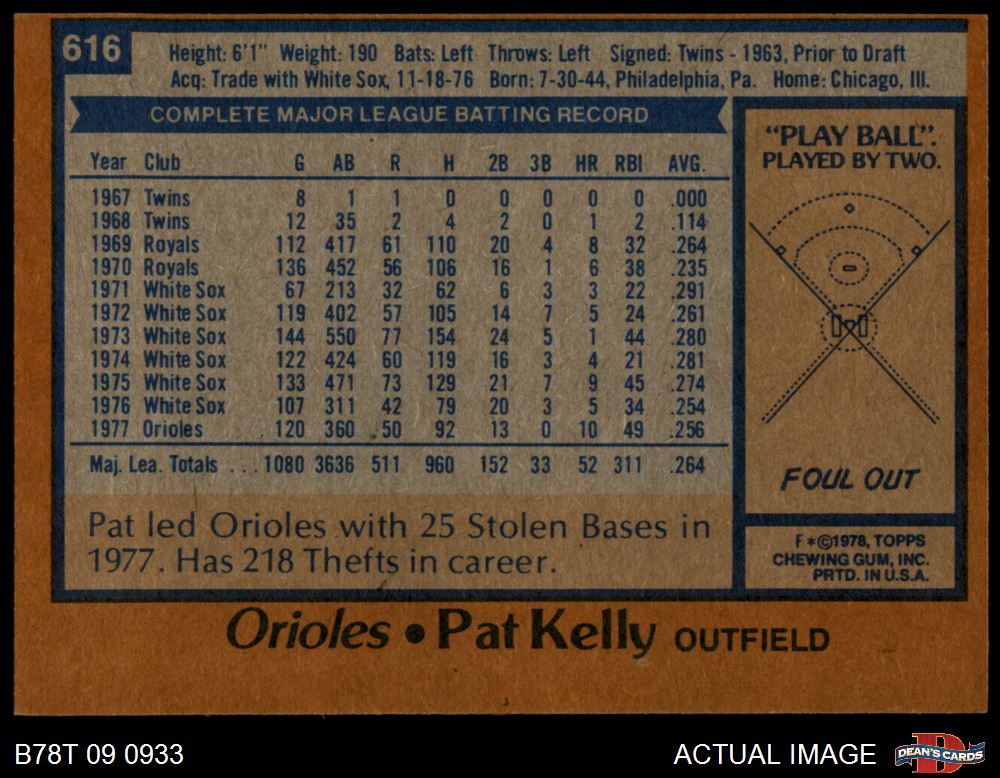 616
Height: 6'1" Weight: 190 Bats: Left Throws: Left Signed: Twins - 1963, Prior to Draft
Acq: Trade with White Sox, 11-18-76 Born: 7-30-44, Philadelphia, Pa. Home: Chicago, Ill.
COMPLETE MAJOR LEAGUE BATTING RECORD
Year Club G AB R H 2B 3B HR RBI AVG.
1967 Twins 8 1 1 0 0 0 0 0 .000
1968 Twins 12 35 2 4 2 0 1 2 .114
1969 Royals 112 417 61 110 20 4 8 32 .264
1970 Royals 136 452 56 106 16 1 6 38 .235
1971 White Sox 67 213 32 62 6 3 3 22 .291
1972 White Sox 119 402 57 105 14 7 5 24 .261
1973 White Sox 144 550 77 154 24 5 1 44 .280
1974 White Sox 122 424 60 119 16 3 4 21 .281
1975 White Sox 133 471 73 129 21 7 9 45 .274
1976 White Sox 107 311 42 79 20 3 5 34 .254
1977 Orioles 120 360 50 92 13 0 10 49 .256
Maj. Lea. Totals ... 1080 3636 511 960 152 33 52 311 .264
Pat led Orioles with 25 Stolen Bases in
1977. Has 218 Thefts in career.
"PLAY BALL".
PLAYED BY TWO.
FOUL OUT
F*©1978, TOPPS
CHEWING GUM, INC.
PRTD. IN U.S.A.
Orioles • Pat Kelly OUTFIELD
B78T 09 0933
ACTUAL IMAGE
DEAN'S CARDS